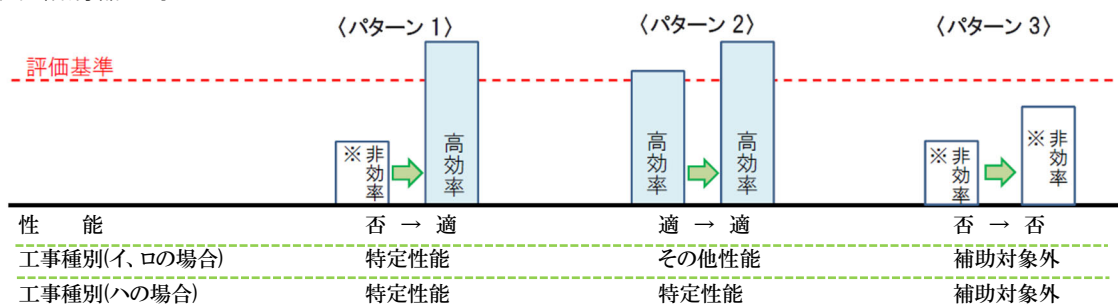 〈パターン 1〉 〈パターン 2〉 〈パターン 3〉
評価基準
※非効率 高効率 高効率 高効率 ※非効率 ※非効率
性 能 否 → 適 適 → 適 否 → 否
工事種別(イ、ロの場合) 特定性能 その他性能 補助対象外
工事種別(ハの場合) 特定性能 特定性能 補助対象外